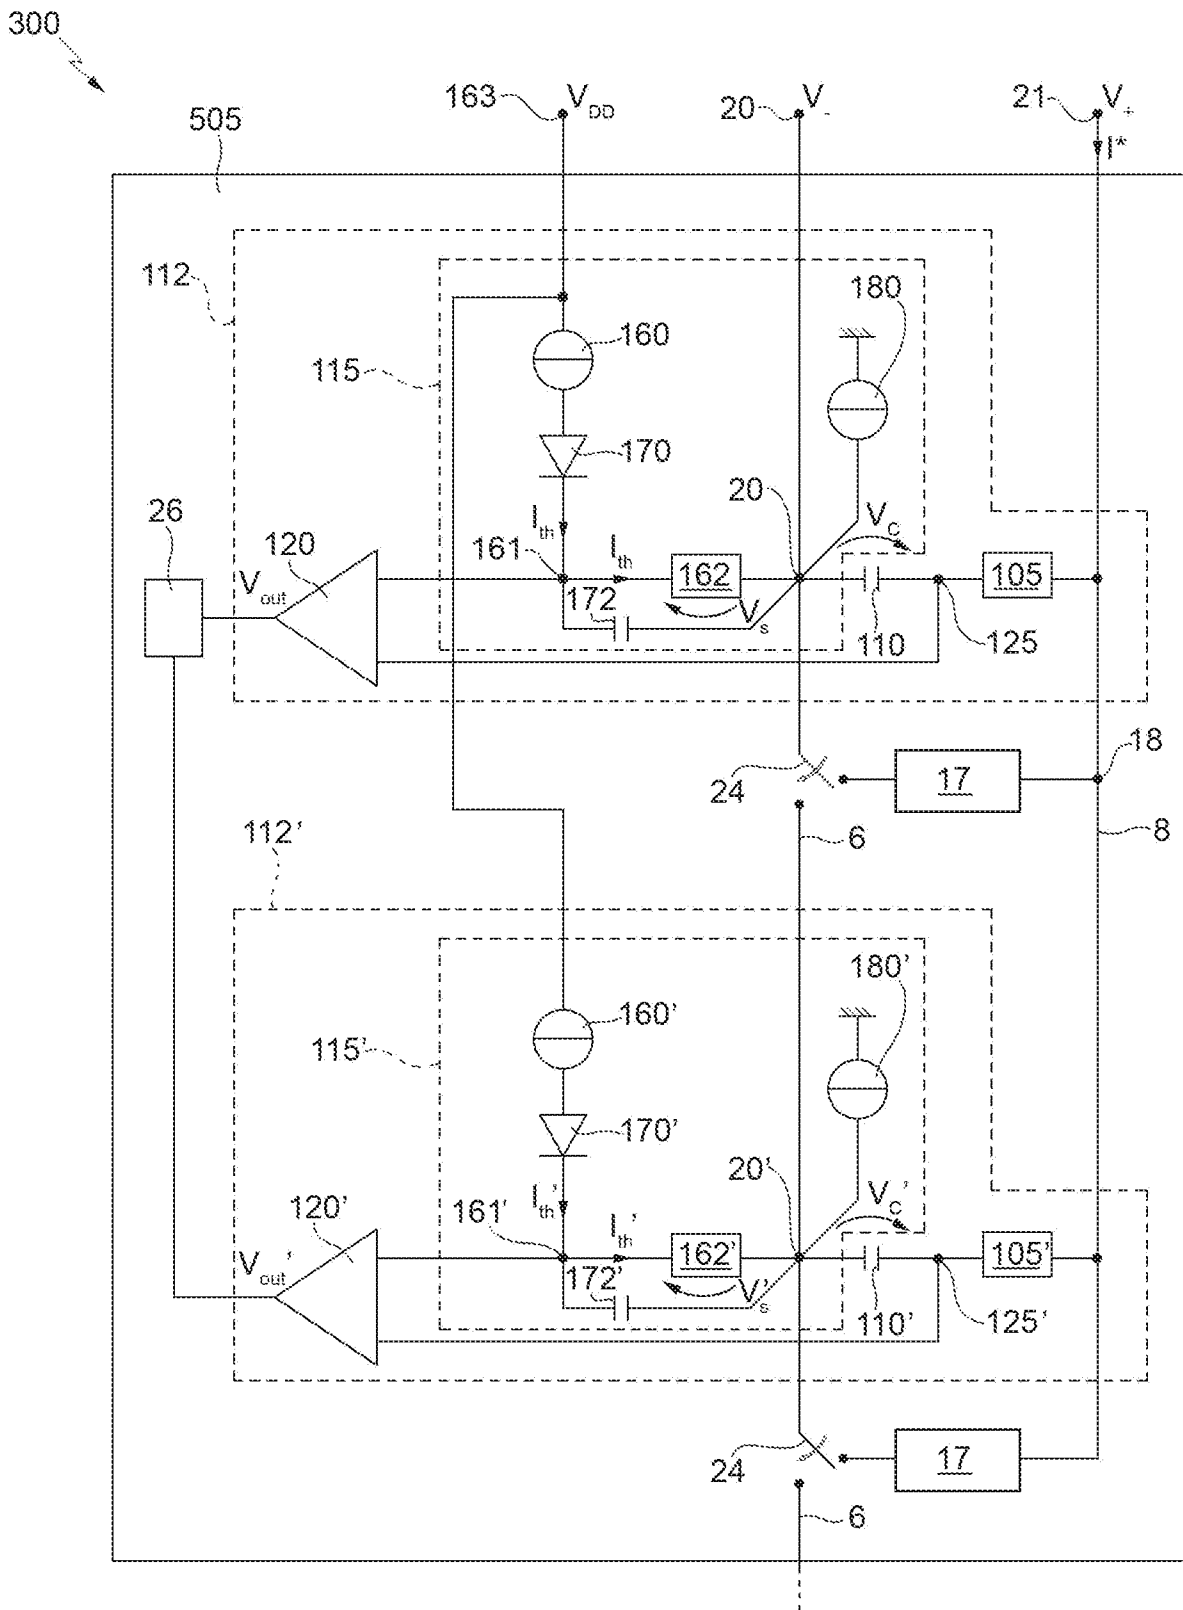 300
163 V_DD 20 V_- 21 V_+
I*
505
112
180
160
115
170
20
V_C
26
120
I_th
161 I_th
162
105
V_out
172
V_s
110
125
18
24
17
6
8
112'
180'
160'
115'
170'
20'
V_C'
120'
I_th'
161' I_th'
162'
105'
V_out'
172'
V_s'
110'
125'
24
17
6